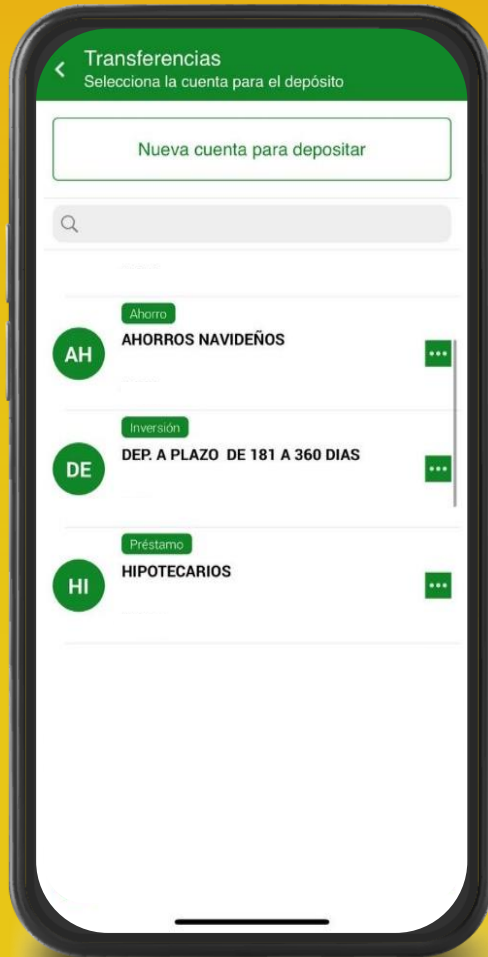 Transferencias
Selecciona la cuenta para el depósito
Nueva cuenta para depositar
Ahorro
AH
AHORROS NAVIDEÑOS
Inversión
DE
DEP. A PLAZO DE 181 A 360 DIAS
Préstamo
HI
HIPOTECARIOS